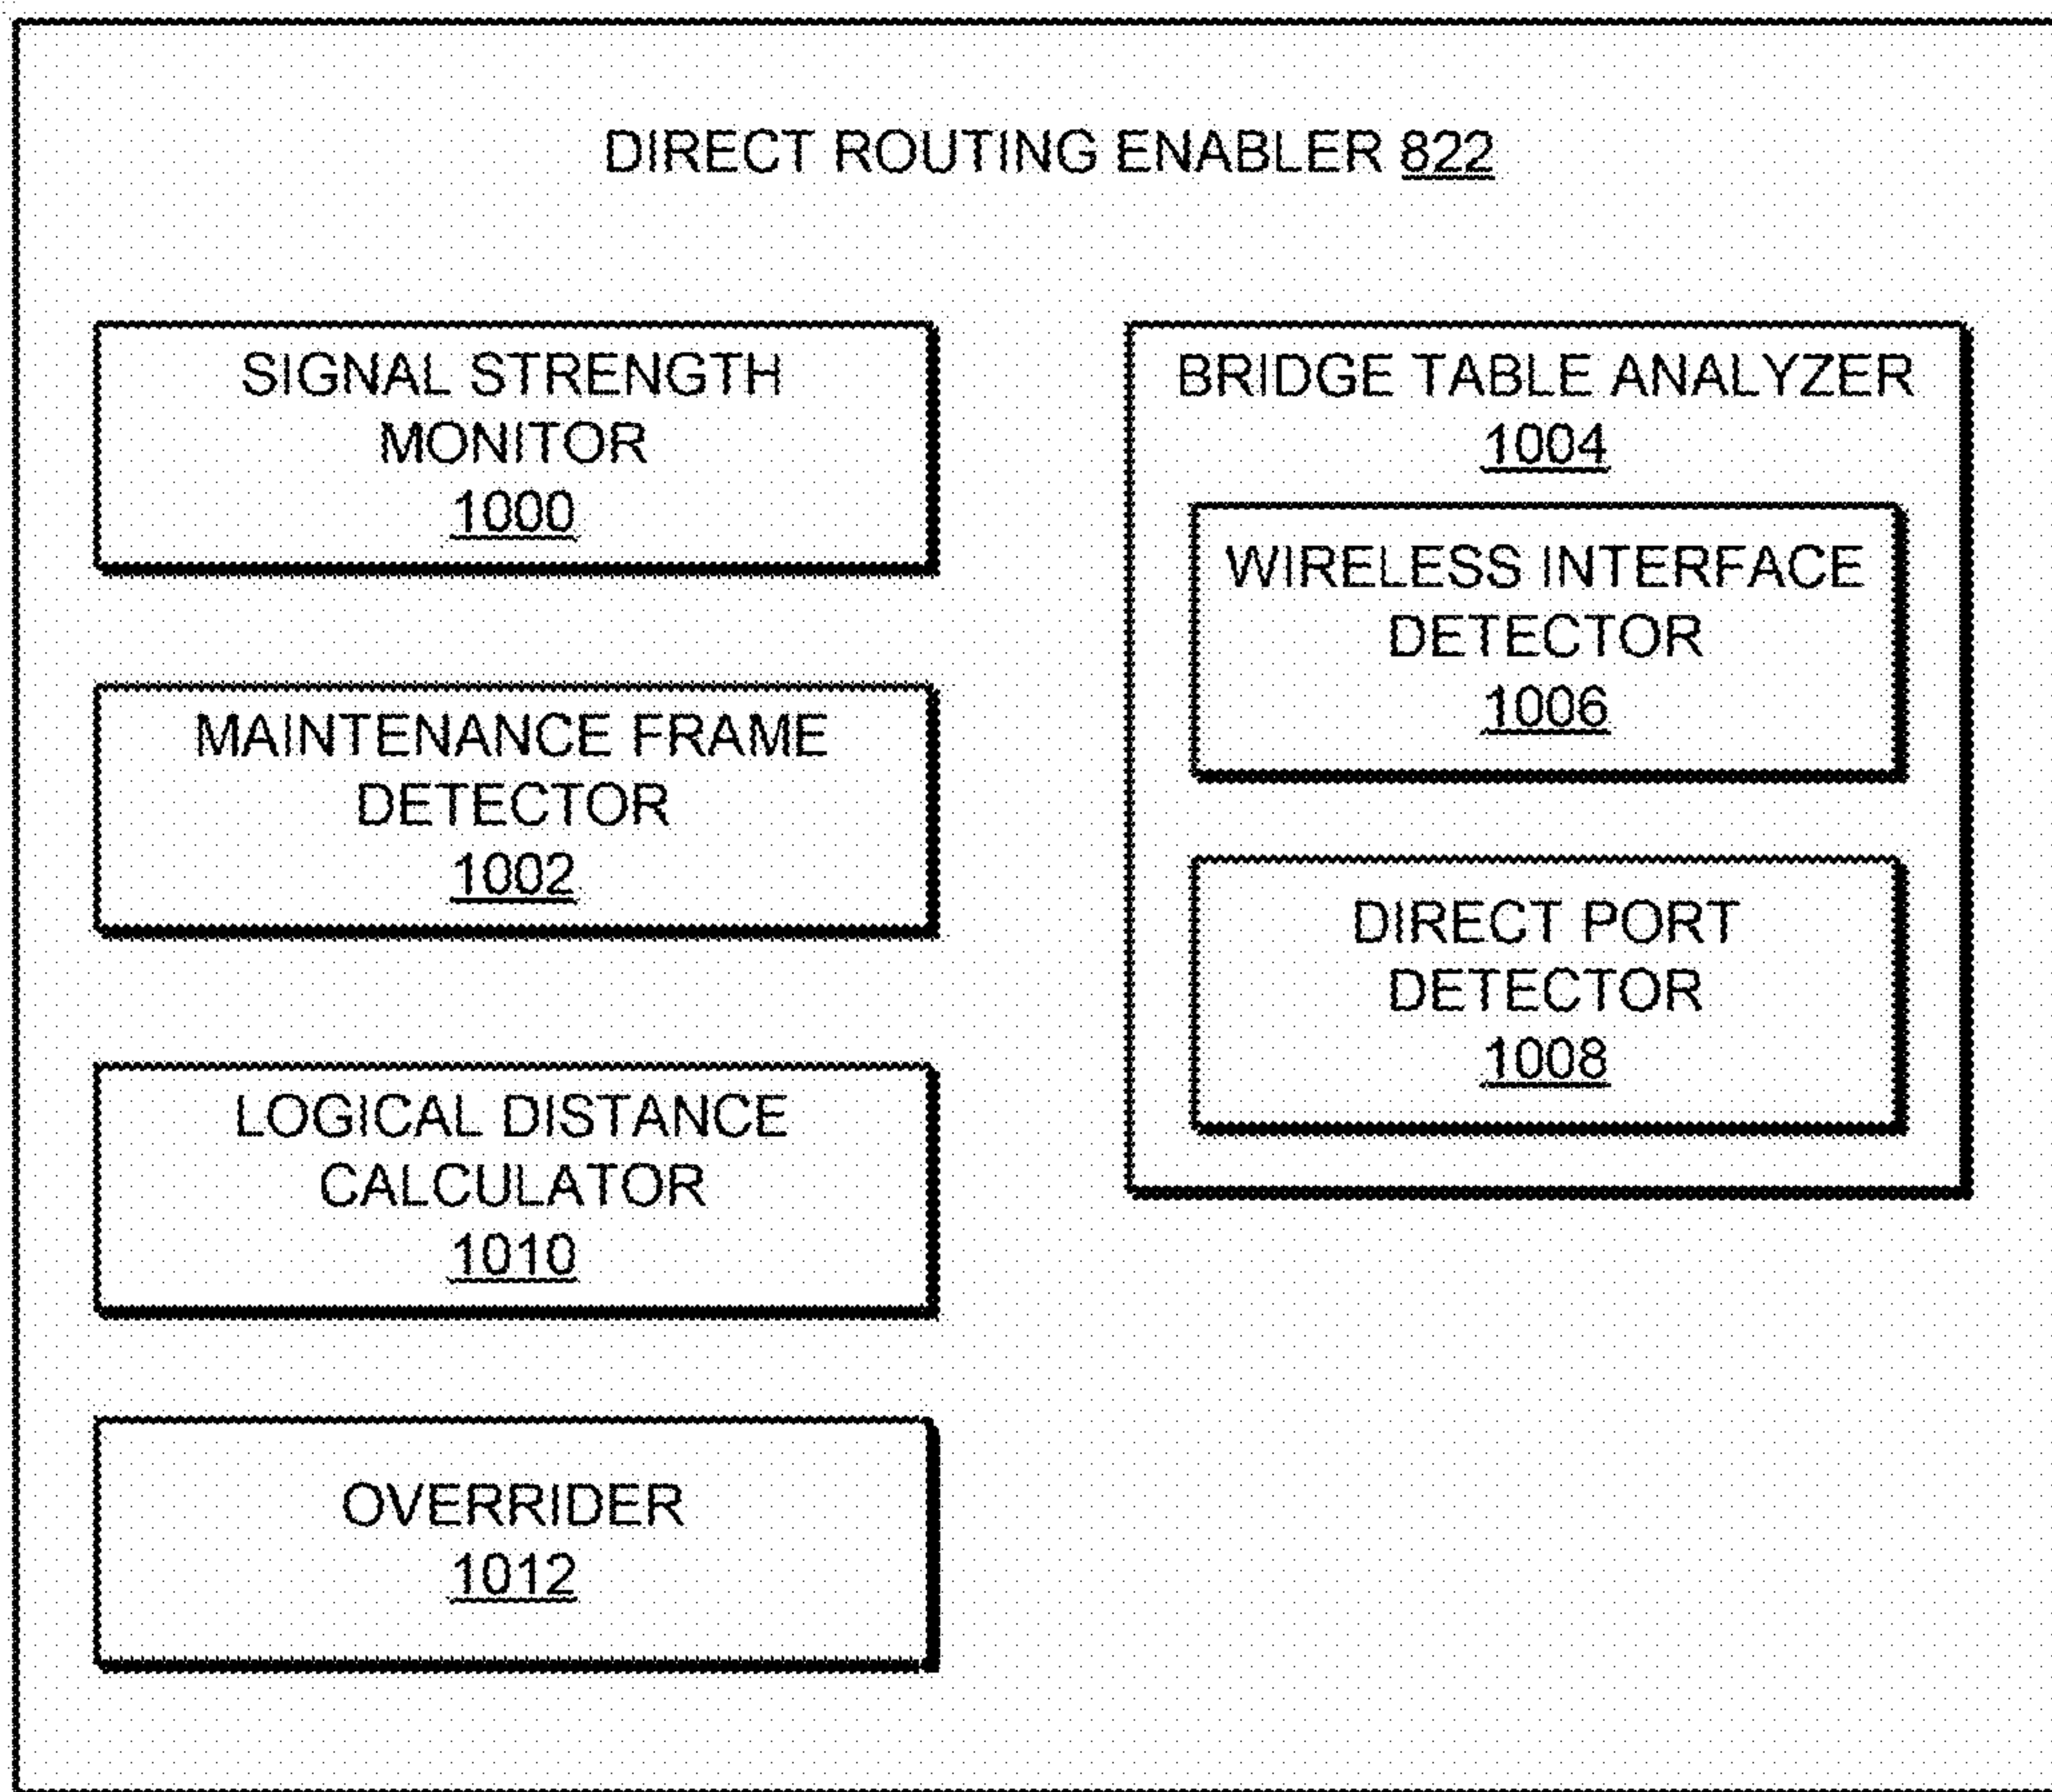 DIRECT ROUTING ENABLER 822
SIGNAL STRENGTH
MONITOR
1000
MAINTENANCE FRAME
DETECTOR
1002
LOGICAL DISTANCE
CALCULATOR
1010
OVERRIDER
1012
BRIDGE TABLE ANALYZER
1004
WIRELESS INTERFACE
DETECTOR
1006
DIRECT PORT
DETECTOR
1008